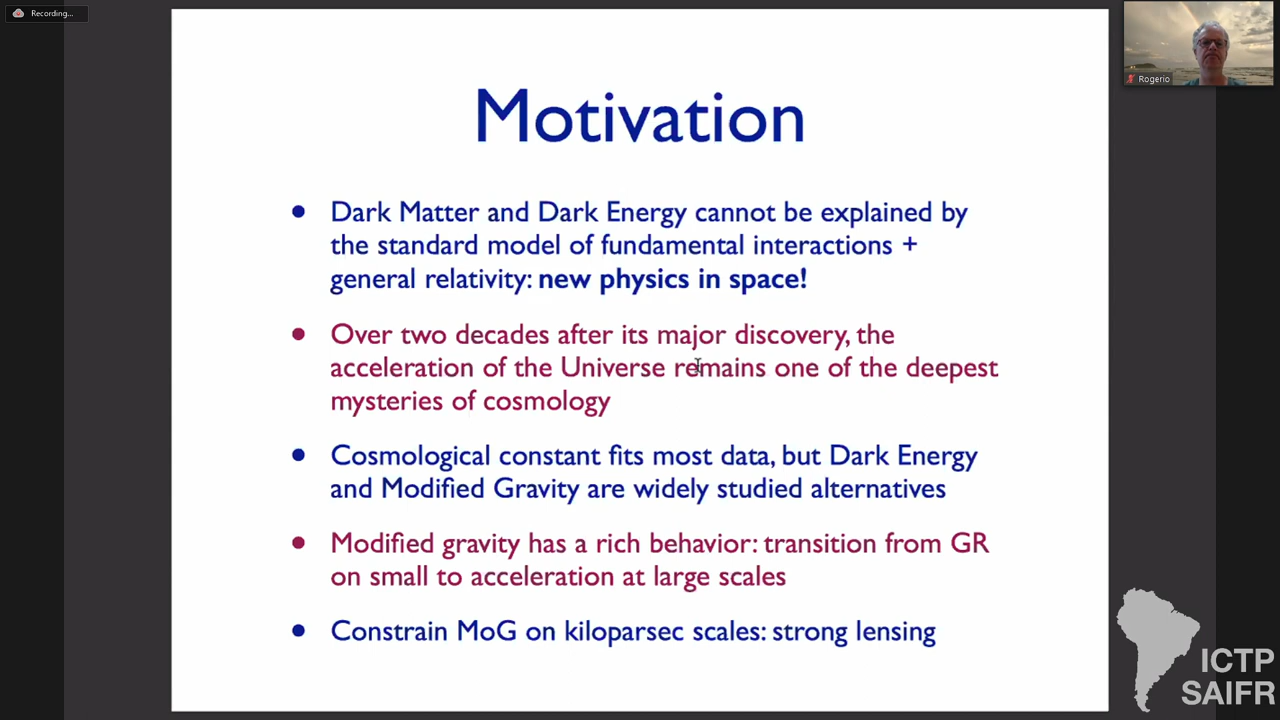 Recording...
Rogerio
Motivation
• Dark Matter and Dark Energy cannot be explained by
the standard model of fundamental interactions +
general relativity: new physics in space!
• Over two decades after its major discovery, the
acceleration of the Universe remains one of the deepest
mysteries of cosmology
• Cosmological constant fits most data, but Dark Energy
and Modified Gravity are widely studied alternatives
• Modified gravity has a rich behavior: transition from GR
on small to acceleration at large scales
• Constrain MoG on kiloparsec scales: strong lensing
ICTP
SAIFR